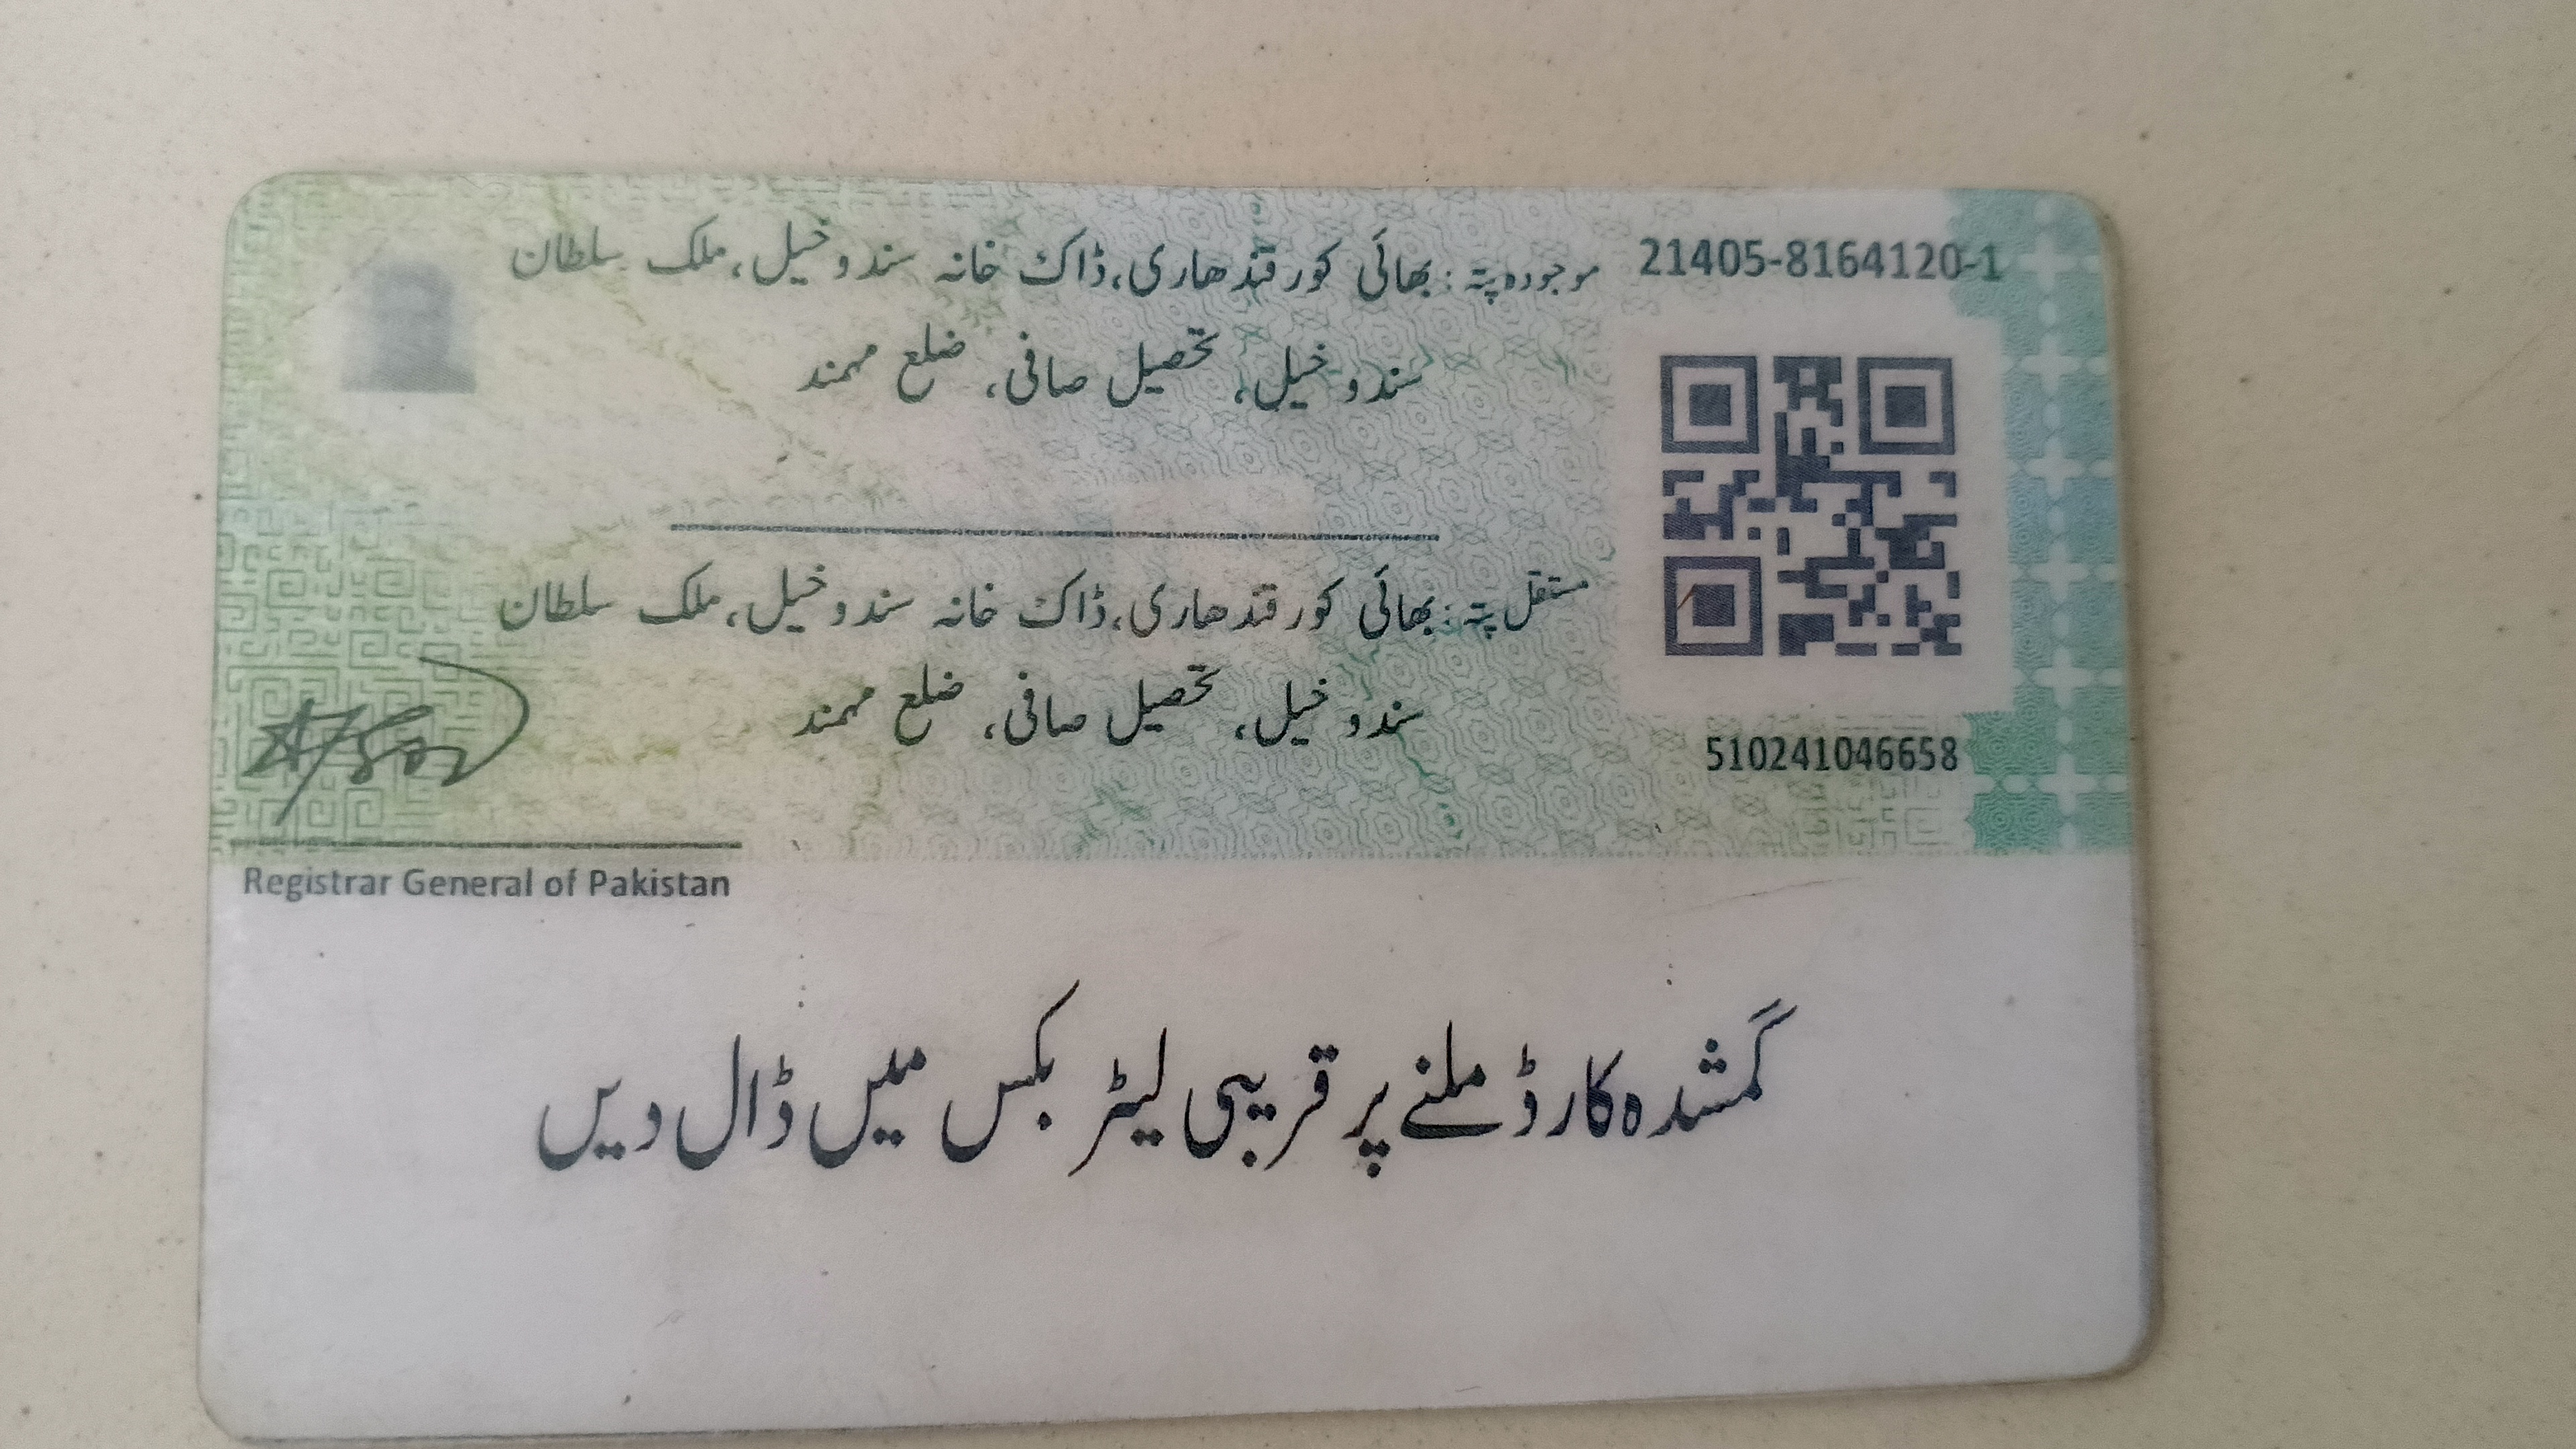 موجودہ پتہ : بھائی کور قندھاری، ڈاک خانہ سندو خیل، ملک سلطان
سندو خیل، تحصیل صافی، ضلع مہمند
21405-8164120-1
مستقل پتہ : بھائی کور قندھاری، ڈاک خانہ سندو خیل، ملک سلطان
سندو خیل، تحصیل صافی، ضلع مہمند
510241046658
Registrar General of Pakistan
گمشدہ کارڈ ملنے پر قریبی لیٹر بکس میں ڈال دیں